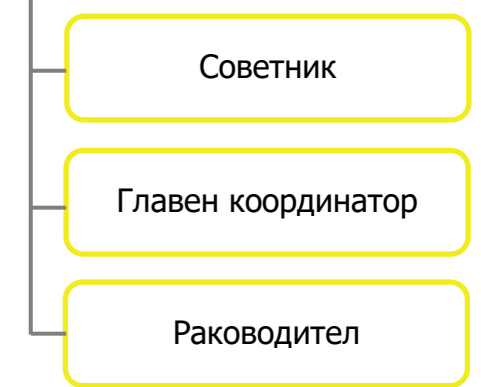 Советник
Главен координатор
Раководител